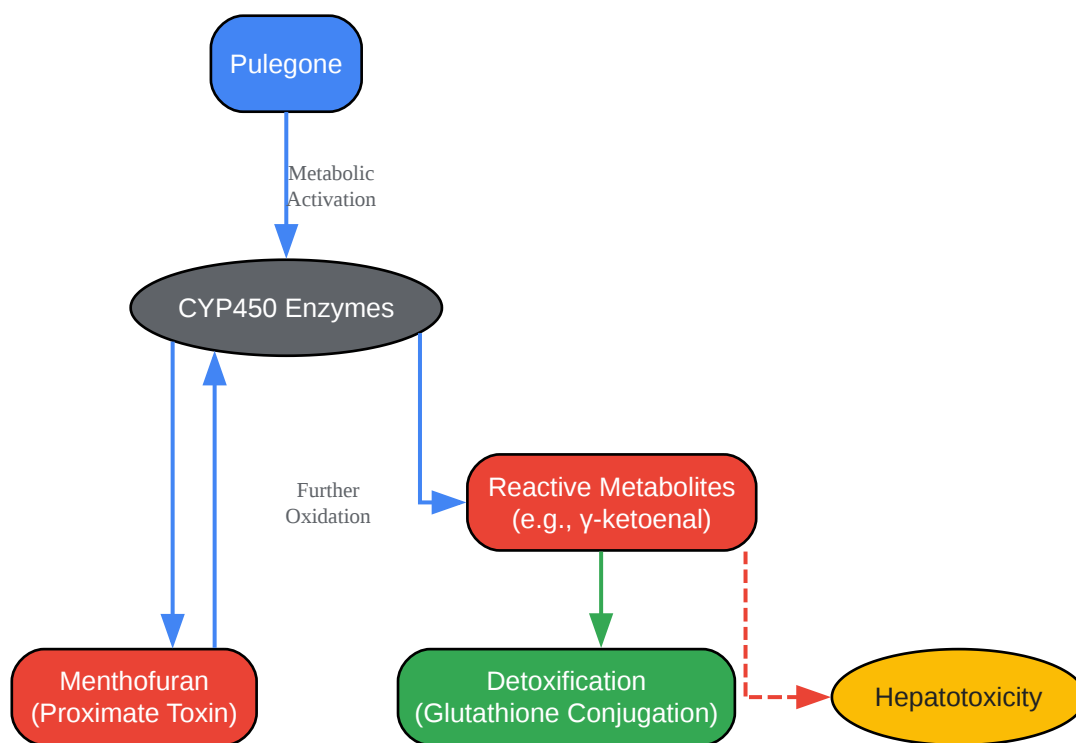 Pulegone
Metabolic
Activation
CYP450 Enzymes
Further
Oxidation
Reactive Metabolites
(e.g., γ-ketoenal)
Menthofuran
(Proximate Toxin)
Detoxification
(Glutathione Conjugation)
Hepatotoxicity